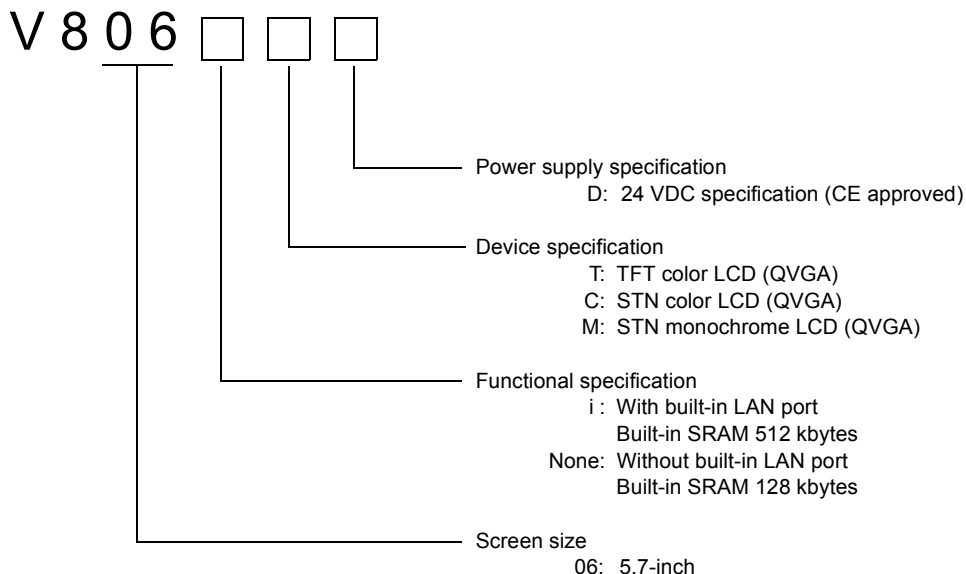 V 8 0 6
Power supply specification
D: 24 VDC specification (CE approved)
Device specification
T: TFT color LCD (QVGA)
C: STN color LCD (QVGA)
M: STN monochrome LCD (QVGA)
Functional specification
i : With built-in LAN port
Built-in SRAM 512 kbytes
None: Without built-in LAN port
Built-in SRAM 128 kbytes
Screen size
06: 5.7-inch